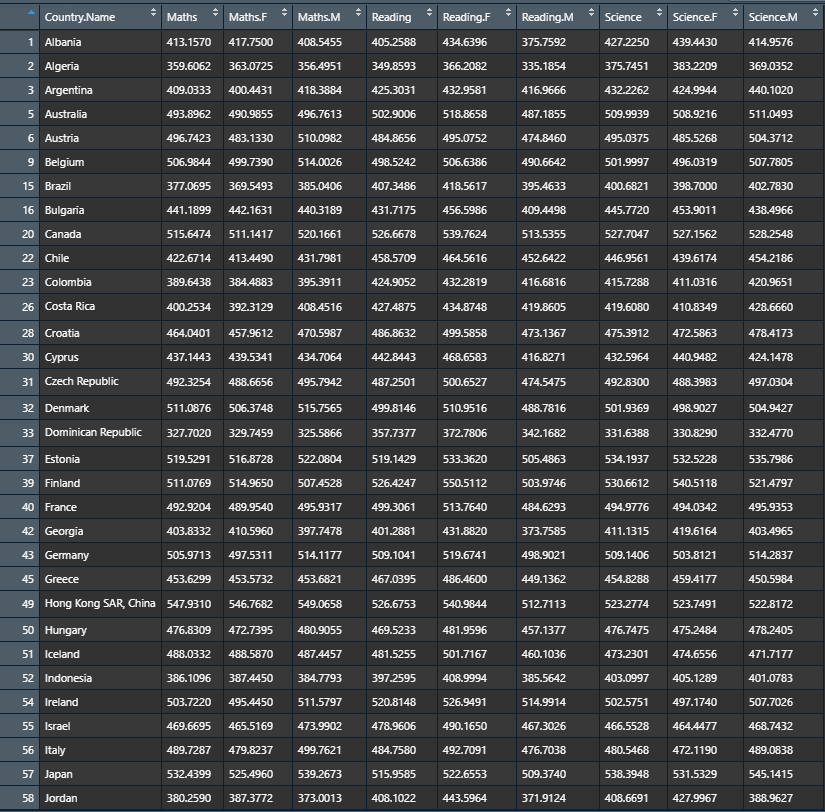 Country.Name Maths Maths.F Maths.M Reading Reading.F Reading.M Science Science.F Science.M
1 Albania 413.1570 417.7500 408.5455 405.2588 434.6396 375.7592 427.2250 439.4430 414.9576
2 Algeria 359.6062 363.0725 356.4951 349.8593 366.2082 335.1854 375.7451 383.2209 369.0352
3 Argentina 409.0333 400.4431 418.3884 425.3031 432.9581 416.9666 432.2262 424.9944 440.1020
5 Australia 493.8962 490.9855 496.7613 502.9006 518.8658 487.1855 509.9939 508.9216 511.0493
6 Austria 496.7423 483.1330 510.0982 484.8656 495.0752 474.8460 495.0375 485.5268 504.3712
9 Belgium 506.9844 499.7390 514.0026 498.5242 506.6386 490.6642 501.9997 496.0319 507.7805
15 Brazil 377.0695 369.5493 385.0406 407.3486 418.5617 395.4633 400.6821 398.7000 402.7830
16 Bulgaria 441.1899 442.1631 440.3189 431.7175 456.5986 409.4498 445.7720 453.9011 438.4966
20 Canada 515.6474 511.1417 520.1661 526.6678 539.7624 513.5355 527.7047 527.1562 528.2548
22 Chile 422.6714 413.4490 431.7981 458.5709 464.5616 452.6422 446.9561 439.6174 454.2186
23 Colombia 389.6438 384.4883 395.3911 424.9052 432.2819 416.6816 415.7288 411.0316 420.9651
26 Costa Rica 400.2534 392.3129 408.4516 427.4875 434.8748 419.8605 419.6080 410.8349 428.6660
28 Croatia 464.0401 457.9612 470.5987 486.8632 499.5858 473.1367 475.3912 472.5863 478.4173
30 Cyprus 437.1443 439.5341 434.7064 442.8443 468.6583 416.8271 432.5964 440.9482 424.1478
31 Czech Republic 492.3254 488.6656 495.7942 487.2501 500.6527 474.5475 492.8300 488.3983 497.0304
32 Denmark 511.0876 506.3748 515.7565 499.8146 510.9516 488.7816 501.9369 498.9027 504.9427
33 Dominican Republic 327.7020 329.7459 325.5866 357.7377 372.7806 342.1682 331.6388 330.8290 332.4770
37 Estonia 519.5291 516.8728 522.0804 519.1429 533.3620 505.4863 534.1937 532.5228 535.7986
39 Finland 511.0769 514.9650 507.4528 526.4247 550.5112 503.9746 530.6612 540.5118 521.4797
40 France 492.9204 489.9540 495.9317 499.3061 513.7640 484.6293 494.9776 494.0342 495.9353
42 Georgia 403.8332 410.5960 397.7478 401.2881 431.8820 373.7585 411.1315 419.6164 403.4965
43 Germany 505.9713 497.5311 514.1177 509.1041 519.6741 498.9021 509.1406 503.8121 514.2837
45 Greece 453.6299 453.5732 453.6821 467.0395 486.4600 449.1362 454.8288 459.4177 450.5984
49 Hong Kong SAR, China 547.9310 546.7682 549.0658 526.6753 540.9844 512.7113 523.2774 523.7491 522.8172
50 Hungary 476.8309 472.7395 480.9055 469.5233 481.9596 457.1377 476.7475 475.2484 478.2405
51 Iceland 488.0332 488.5870 487.4457 481.5255 501.7167 460.1036 473.2301 474.6556 471.7177
52 Indonesia 386.1096 387.4450 384.7793 397.2595 408.9994 385.5642 403.0997 405.1289 401.0783
54 Ireland 503.7220 495.4450 511.5797 520.8148 526.9491 514.9914 502.5751 497.1740 507.7026
55 Israel 469.6695 465.5169 473.9902 478.9606 490.1650 467.3026 466.5528 464.4477 468.7432
56 Italy 489.7287 479.8237 499.7621 484.7580 492.7091 476.7038 480.5468 472.1190 489.0838
57 Japan 532.4399 525.4960 539.2673 515.9585 522.6553 509.3740 538.3948 531.5329 545.1415
58 Jordan 380.2590 387.3772 373.0013 408.1022 443.5964 371.9124 408.6691 427.9967 388.9627